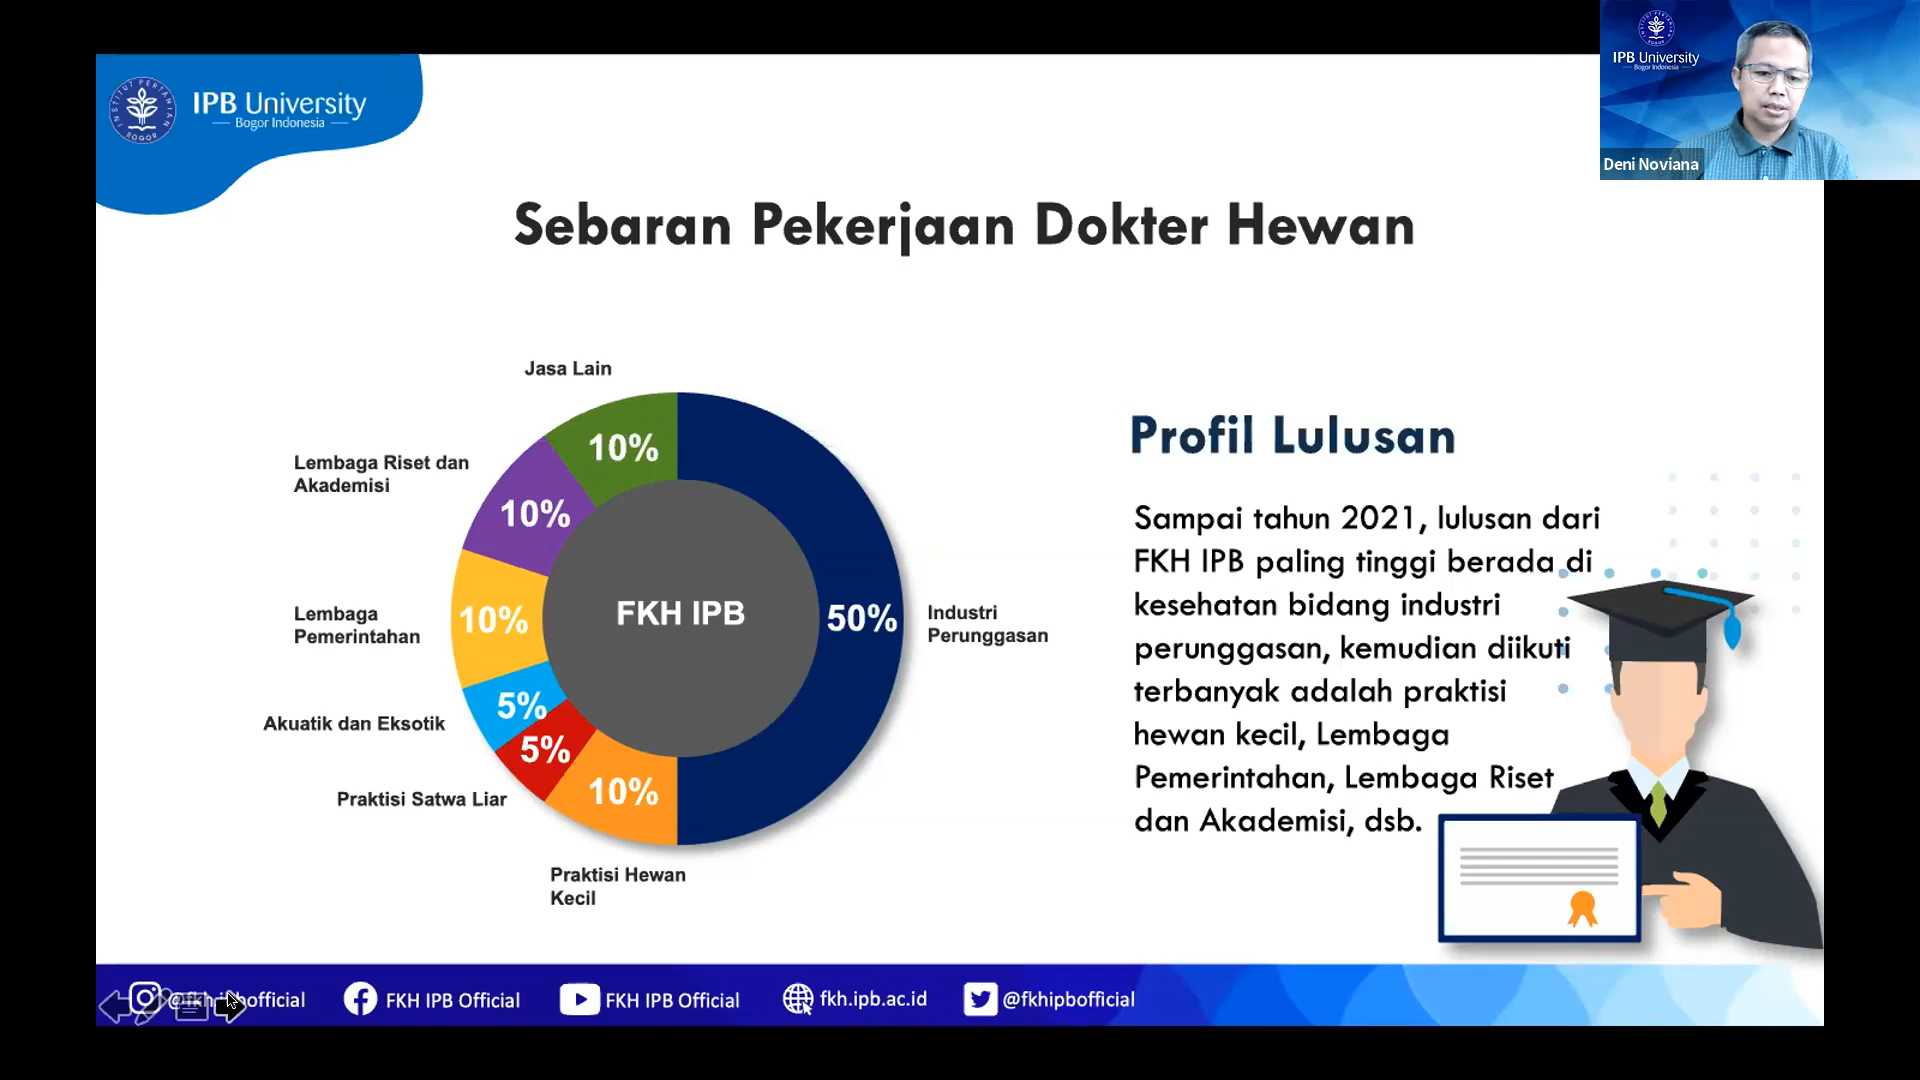 IPB University
Bogor Indonesia
INSTITUT PERTANIAN BOGOR
IPB University
Bogor Indonesia
Deni Noviana
Sebaran Pekerjaan Dokter Hewan
Jasa Lain
10%
Lembaga Riset dan
Akademisi
10%
Lembaga
Pemerintahan
10%
Akuatik dan Eksotik
5%
Praktisi Satwa Liar
5%
Praktisi Hewan
Kecil
10%
FKH IPB
50%
Industri
Perunggasan
Profil Lulusan
Sampai tahun 2021, lulusan dari
FKH IPB paling tinggi berada di
kesehatan bidang industri
perunggasan, kemudian diikuti
terbanyak adalah praktisi
hewan kecil, Lembaga
Pemerintahan, Lembaga Riset
dan Akademisi, dsb.
@fkhipbofficial
FKH IPB Official
FKH IPB Official
fkh.ipb.ac.id
@fkhipbofficial